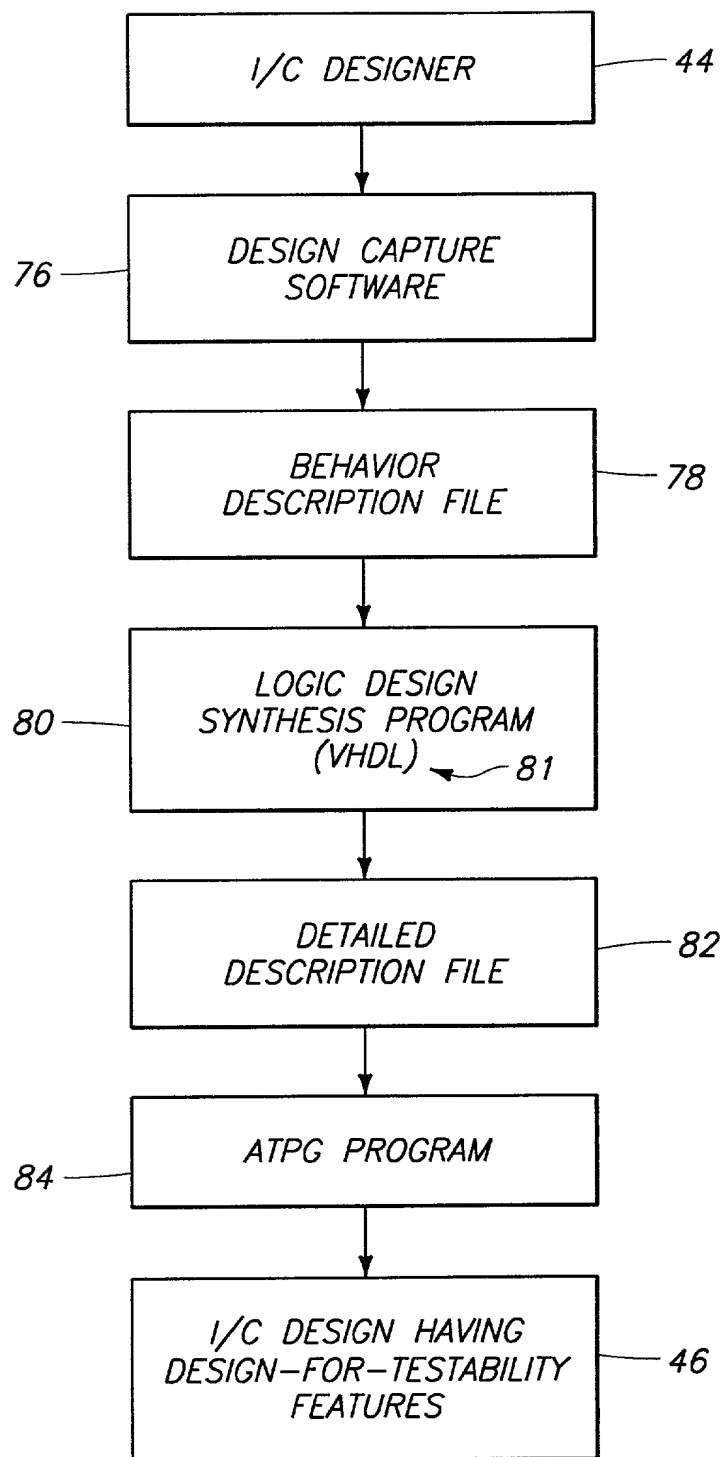 I/C DESIGNER
44
76
DESIGN CAPTURE
SOFTWARE
BEHAVIOR
DESCRIPTION FILE
78
80
LOGIC DESIGN
SYNTHESIS PROGRAM
(VHDL)
81
DETAILED
DESCRIPTION FILE
82
ATPG PROGRAM
84
I/C DESIGN HAVING
DESIGN-FOR-TESTABILITY
FEATURES
46